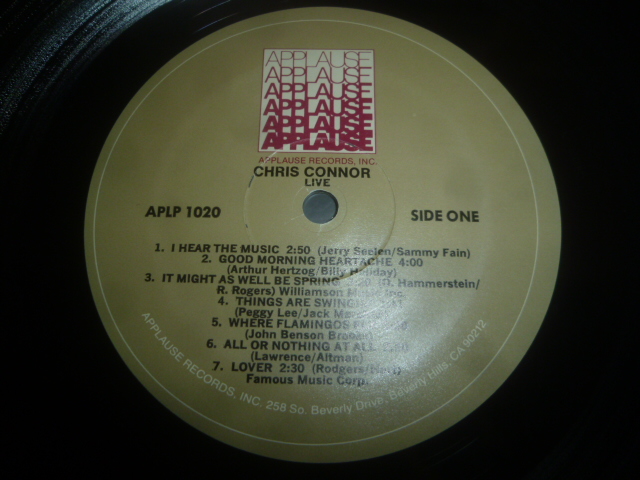 APPLAUSE
APPLAUSE
APPLAUSE
APPLAUSE
APPLAUSE
APPLAUSE
APPLAUSE RECORDS, INC.
CHRIS CONNOR
LIVE
APLP 1020
SIDE ONE
1. I HEAR THE MUSIC 2:50 (Jerry Seelen/Sammy Fain)
2. GOOD MORNING HEARTACHE 4:00
(Arthur Hertzog/Billy Holiday)
3. IT MIGHT AS WELL BE SPRING (O. Hammerstein/
R. Rogers) Williamson Music Inc.
4. THINGS ARE
(Peggy Lee/Jack
5. WHERE FLAMINGOS
(John Benson
6. ALL OR NOTHING AT ALL
(Lawrence/Altman)
7. LOVER 2:30 (Rodgers/Hart)
Famous Music Corp.
APPLAUSE RECORDS, INC. 258 So. Beverly Drive, Beverly Hills, CA 90212